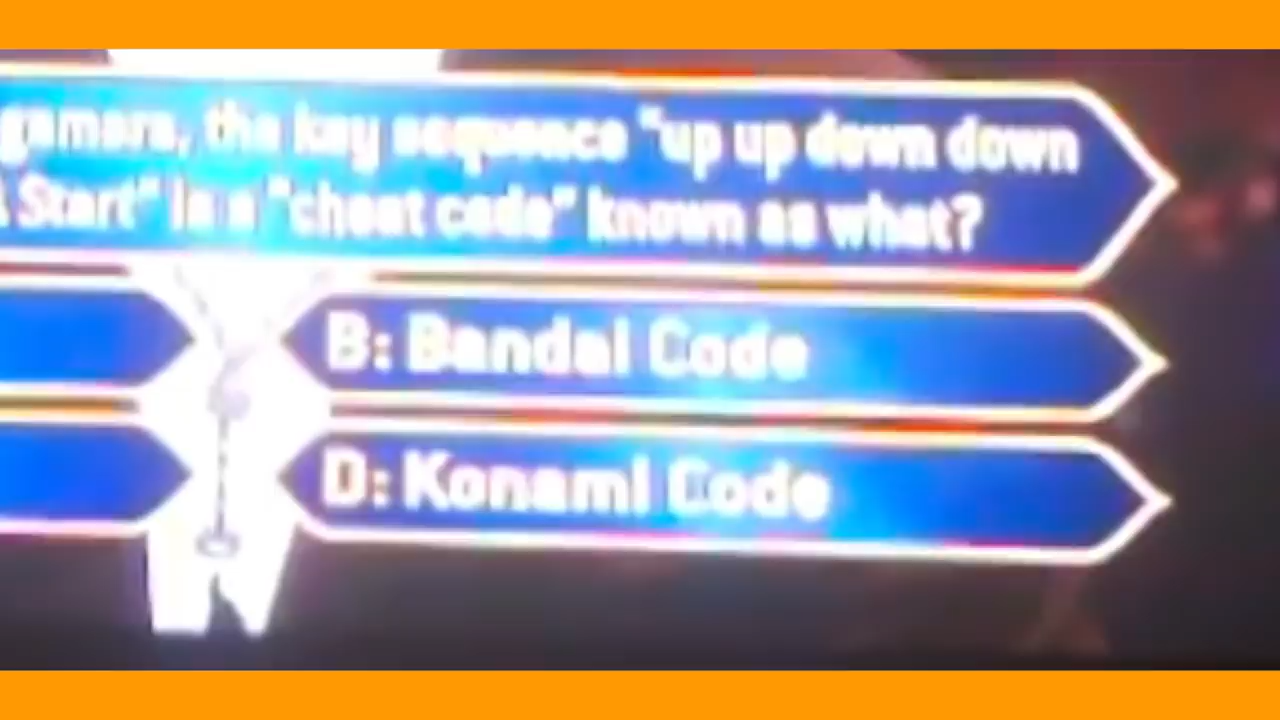 gamers, the key sequence "up up down down
A Start" is a "cheat code" known as what?
B: Bandai Code
D: Konami Code